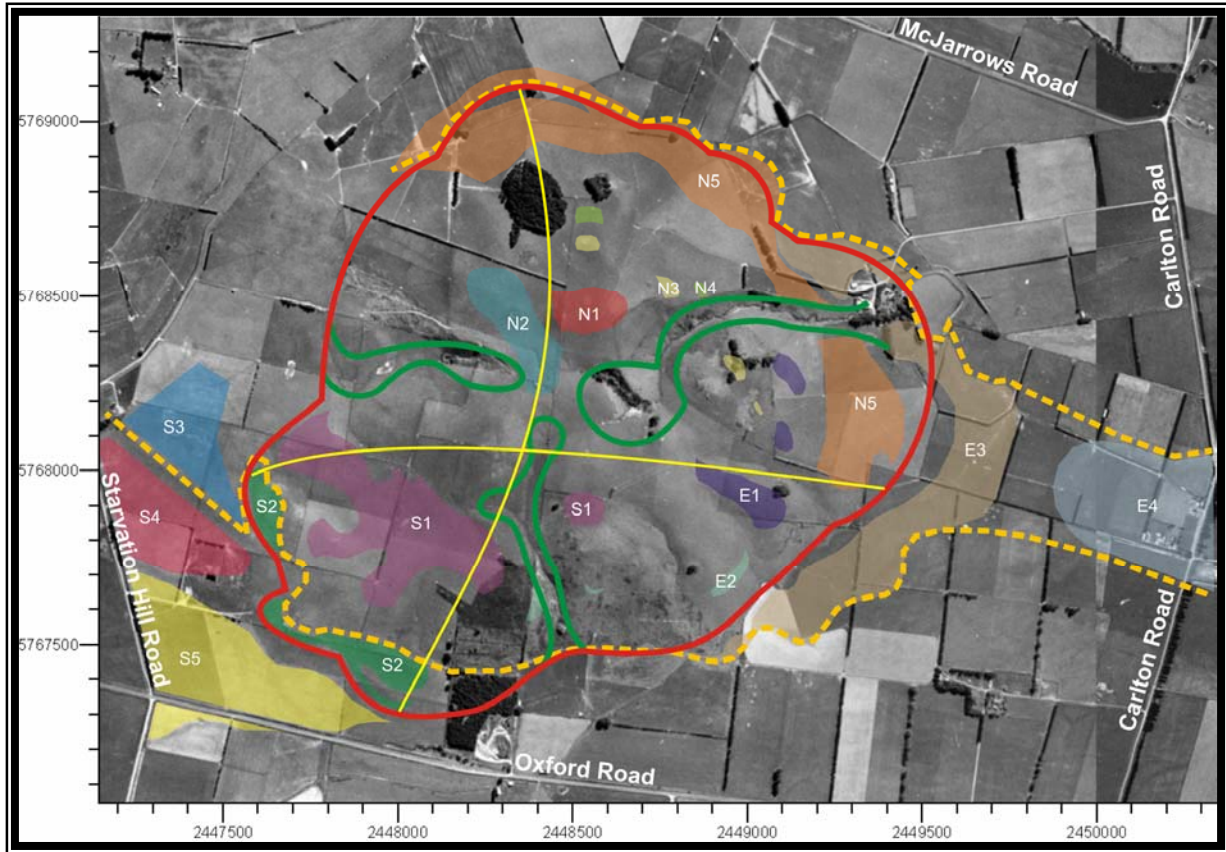 McJarrows Road
5769000
N5
Carlton Road
5768500
N3
N4
N2
N1
N5
S3
5768000
E3
S4
S2
S1
S1
E1
E4
E2
Starvation Hill Road
5767500
S5
S2
Carlton Road
Oxford Road
2447500
2448000
2448500
2449000
2449500
2450000